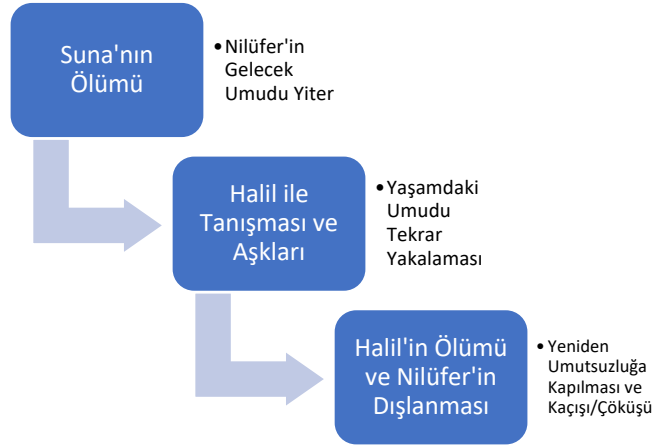 Suna'nın
Ölümü
•Nilüfer'in
Gelecek
Umudu Yiter
Halil ile
Tanışması ve
Aşkları
•Yaşamdaki
Umudu
Tekrar
Yakalaması
Halil'in Ölümü
ve Nilüfer'in
Dışlanması
•Yeniden
Umutsuzluğa
Kapılması ve
Kaçışı/Çöküşü